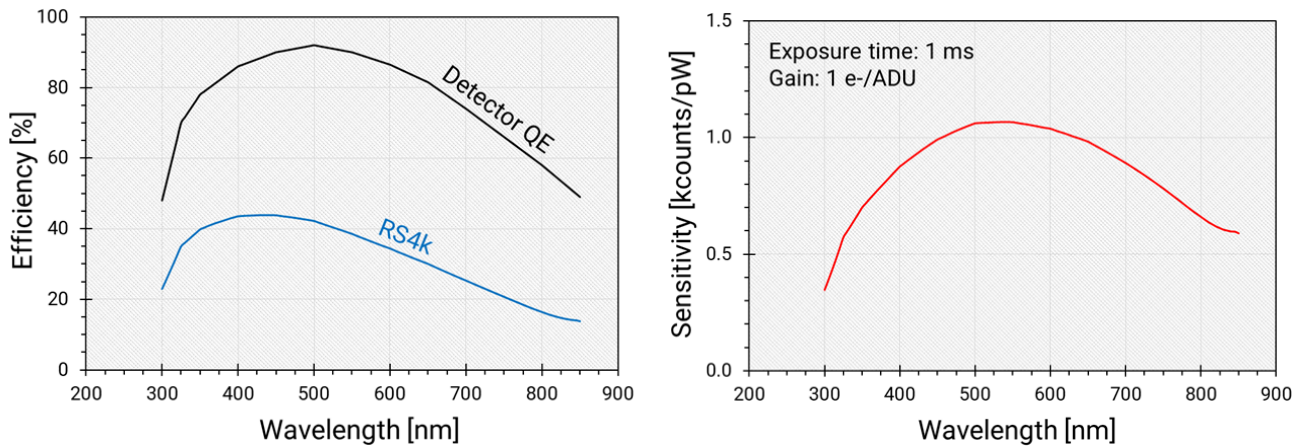 100
80
60
40
20
0
Efficiency [%]
Detector QE
RS4k
200 300 400 500 600 700 800 900
Wavelength [nm]
1.5
1.0
0.5
0.0
Sensitivity [kcounts/pW]
Exposure time: 1 ms
Gain: 1 e-/ADU
200 300 400 500 600 700 800 900
Wavelength [nm]